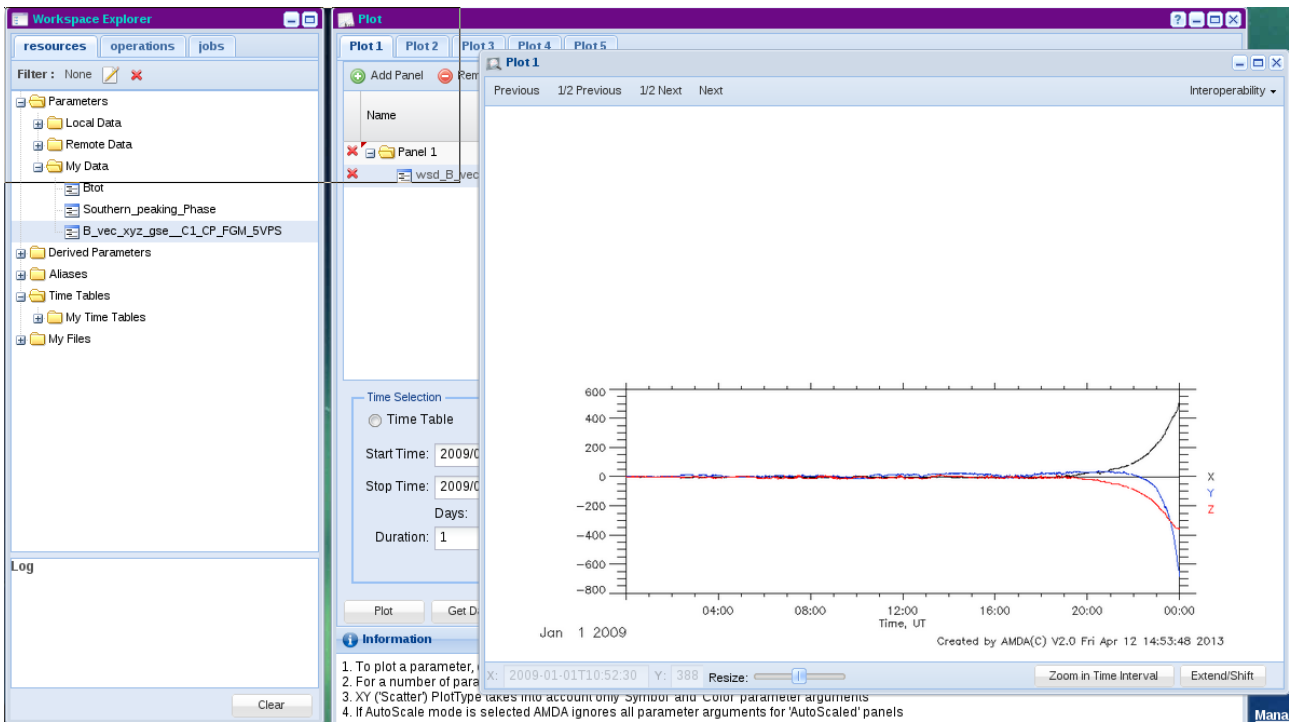 Workspace Explorer
resources operations jobs
Filter : None
Parameters
Local Data
Remote Data
My Data
Btot
Southern_peaking_Phase
B_vec_xyz_gse__C1_CP_FGM_5VPS
Derived Parameters
Aliases
Time Tables
My Time Tables
My Files
Log
Clear
Plot
Plot 1 Plot 2 Plot 3 Plot 4 Plot 5
Add Panel Rem
Name
Panel 1
wsd_B_vec
Time Selection
Time Table
Start Time: 2009/0
Stop Time: 2009/0
Days:
Duration: 1
Plot Get Da
Information
1. To plot a parameter,
2. For a number of para
3. XY ('Scatter') PlotType takes into account only 'Symbol' and 'Color' parameter arguments
4. If AutoScale mode is selected AMDA ignores all parameter arguments for 'AutoScaled' panels
Plot 1
Previous 1/2 Previous 1/2 Next Next Interoperability
600
400
200
0
-200
-400
-600
-800
X
Y
Z
04:00 08:00 12:00 16:00 20:00 00:00
Time, UT
Jan 1 2009
Created by AMDA(C) V2.0 Fri Apr 12 14:53:48 2013
X: 2009-01-01T10:52:30 Y: 388 Resize: Zoom in Time Interval Extend/Shift
Mana